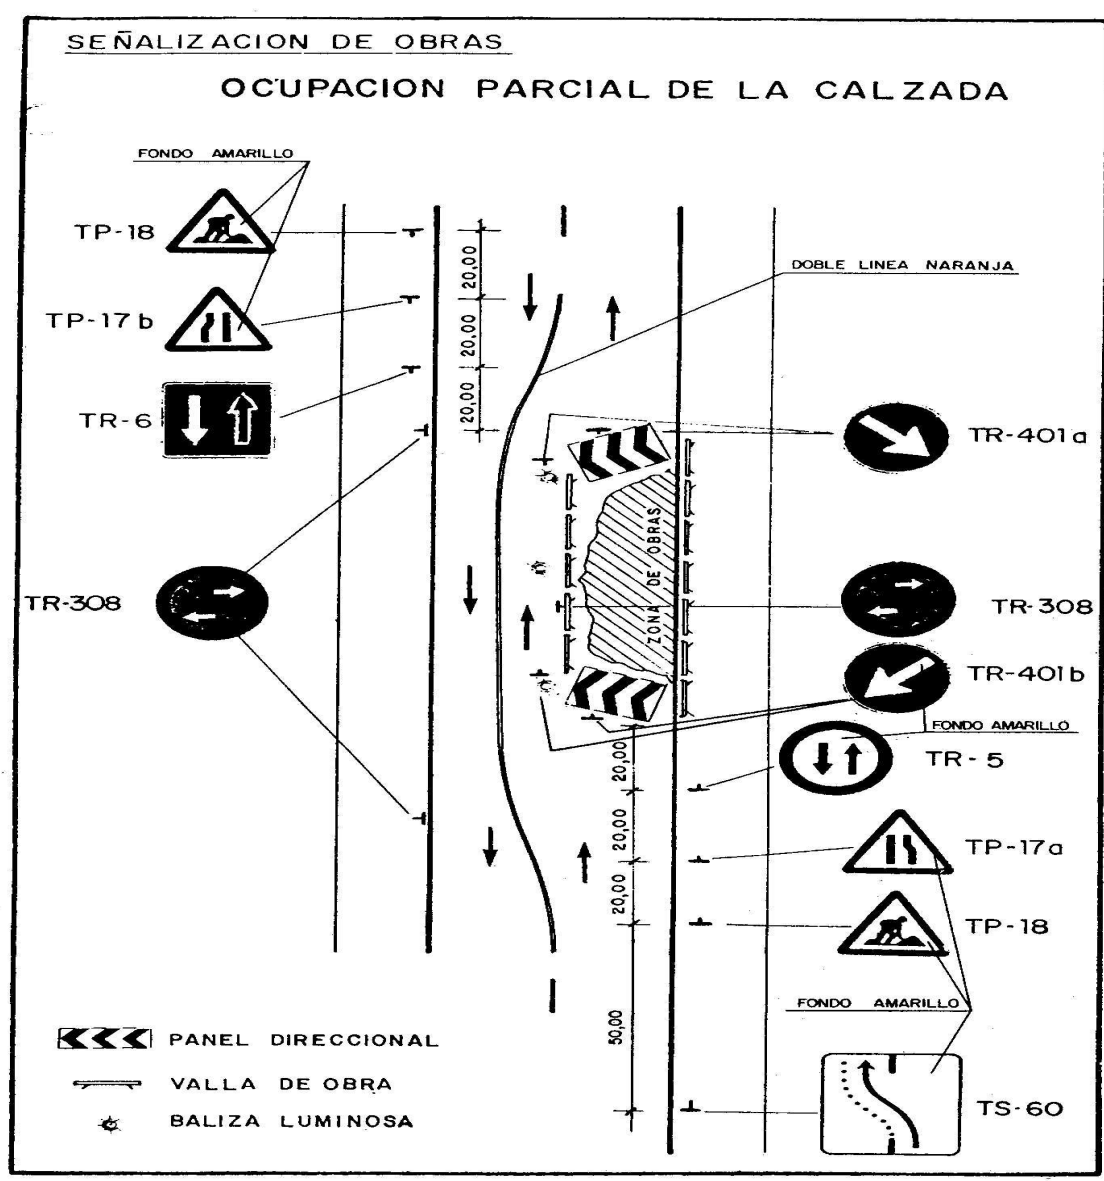 SEÑALIZACION DE OBRAS
OCUPACION PARCIAL DE LA CALZADA
FONDO AMARILLO
TP-18
TP-17b
TR-6
TR-308
20,00
20,00
20,00
DOBLE LINEA NARANJA
ZONA DE OBRAS
TR-401a
TR-308
TR-401b
FONDO AMARILLO
TR-5
TP-17a
TP-18
FONDO AMARILLO
TS-60
20,00
20,00
20,00
50,00
PANEL DIRECCIONAL
VALLA DE OBRA
BALIZA LUMINOSA